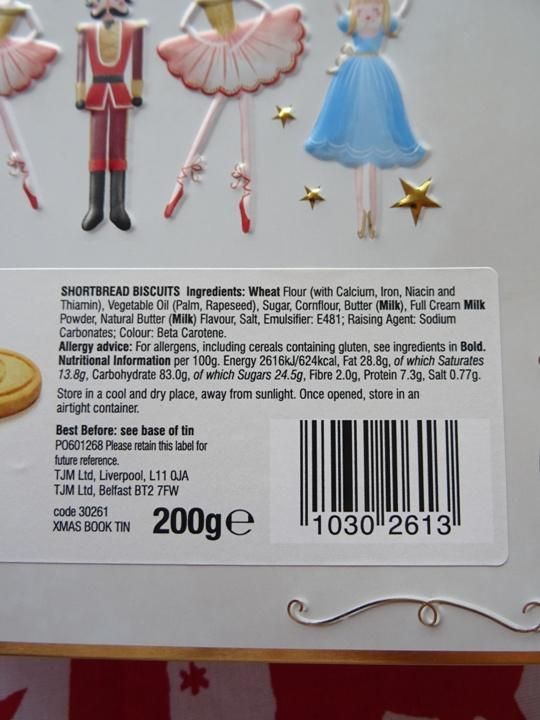 SHORTBREAD BISCUITS Ingredients: Wheat Flour (with Calcium, Iron, Niacin and
Thiamin), Vegetable Oil (Palm, Rapeseed), Sugar, Cornflour, Butter (Milk), Full Cream Milk
Powder, Natural Butter (Milk) Flavour, Salt, Emulsifier: E481; Raising Agent: Sodium
Carbonates; Colour: Beta Carotene.
Allergy advice: For allergens, including cereals containing gluten, see ingredients in Bold.
Nutritional Information per 100g. Energy 2616kJ/624kcal, Fat 28.8g, of which Saturates
13.8g, Carbohydrate 83.0g, of which Sugars 24.5g, Fibre 2.0g, Protein 7.3g, Salt 0.77g.
Store in a cool and dry place, away from sunlight. Once opened, store in an
airtight container.
Best Before: see base of tin
PO601268 Please retain this label for
future reference.
TJM Ltd, Liverpool, L11 0JA
TJM Ltd, Belfast BT2 7FW
code 30261
XMAS BOOK TIN
200g℮
1030 2613